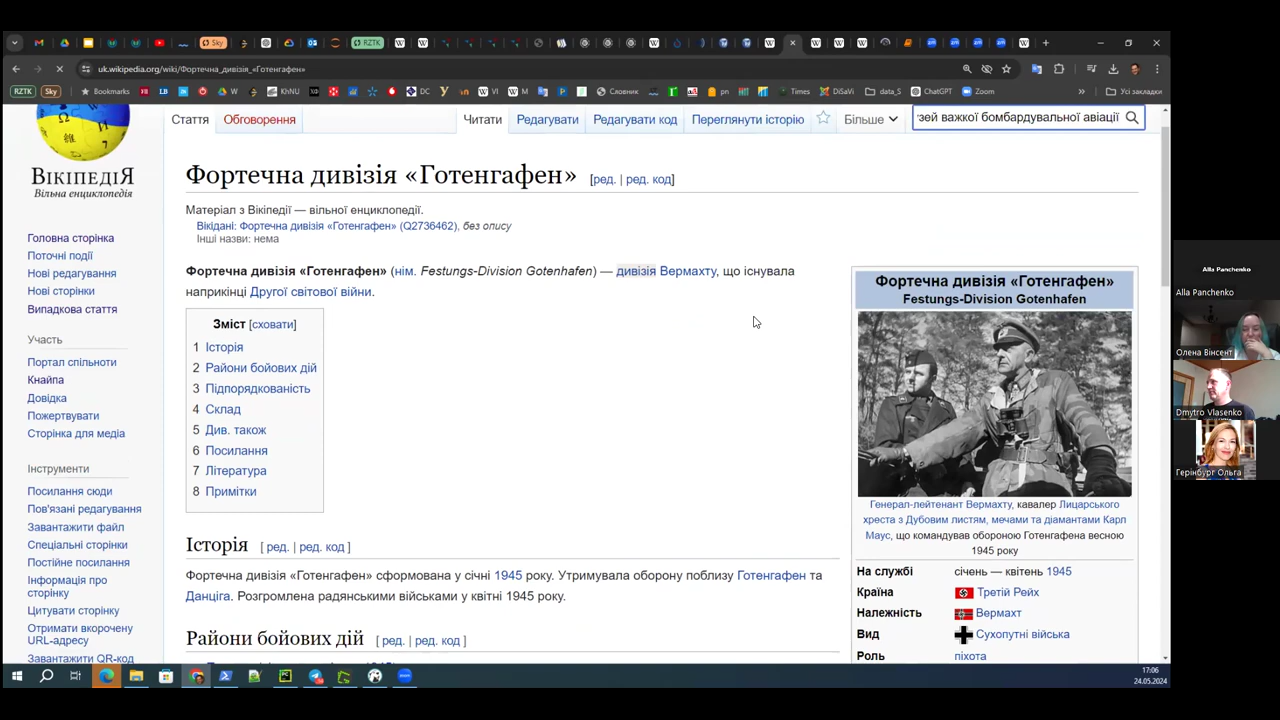 Sky
RZTK
uk.wikipedia.org/wiki/Фортечна_дивізія_«Готенгафен»
RZTK
Sky
Bookmarks
LB
W
KhNU
DC
VI
M
Словник
pn
Times
DiSaVi
data_S
ChatGPT
Zoom
Усі закладки
ВІКІПЕДІЯ
Вільна енциклопедія
Стаття
Обговорення
Читати
Редагувати
Редагувати код
Переглянути історію
Більше
зей важкої бомбардувальної авіації
Головна сторінка
Поточні події
Нові редагування
Нові сторінки
Випадкова стаття
Участь
Портал спільноти
Кнайпа
Довідка
Пожертвувати
Сторінка для медіа
Інструменти
Посилання сюди
Пов'язані редагування
Завантажити файл
Спеціальні сторінки
Постійне посилання
Інформація про
сторінку
Цитувати сторінку
Отримати вкорочену
URL-адресу
Завантажити QR-код
Фортечна дивізія «Готенгафен» [ред. | ред. код]
Матеріал з Вікіпедії — вільної енциклопедії.
Вікідані: Фортечна дивізія «Готенгафен» (Q2736462), без опису
Інші назви: нема
Фортечна дивізія «Готенгафен» (нім. Festungs-Division Gotenhafen) — дивізія Вермахту, що існувала
наприкінці Другої світової війни.
Зміст [сховати]
1 Історія
2 Райони бойових дій
3 Підпорядкованість
4 Склад
5 Див. також
6 Посилання
7 Література
8 Примітки
Історія [ ред. | ред. код ]
Фортечна дивізія «Готенгафен» сформована у січні 1945 року. Утримувала оборону поблизу Готенгафен та
Данціга. Розгромлена радянськими військами у квітні 1945 року.
Райони бойових дій [ ред. | ред. код ]
Фортечна дивізія «Готенгафен»
Festungs-Division Gotenhafen
Генерал-лейтенант Вермахту, кавалер Лицарського
хреста з Дубовим листям, мечами та діамантами Карл
Маус, що командував обороною Готенгафена весною
1945 року
На службі січень — квітень 1945
Країна Третій Рейх
Належність Вермахт
Вид Сухопутні війська
Роль піхота
Alla Panchenko
Alla Panchenko
Олена Вінсент
Dmytro Vlasenko
Герінбург Ольга
17:06
24.05.2024